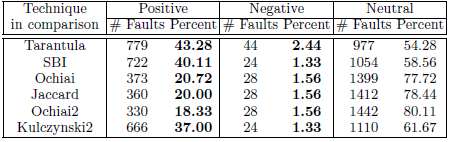 Technique Positive Negative Neutral
in comparison # Faults Percent # Faults Percent # Faults Percent
Tarantula 779 43.28 44 2.44 977 54.28
SBI 722 40.11 24 1.33 1054 58.56
Ochiai 373 20.72 28 1.56 1399 77.72
Jaccard 360 20.00 28 1.56 1412 78.44
Ochiai2 330 18.33 28 1.56 1442 80.11
Kulczynski2 666 37.00 24 1.33 1110 61.67